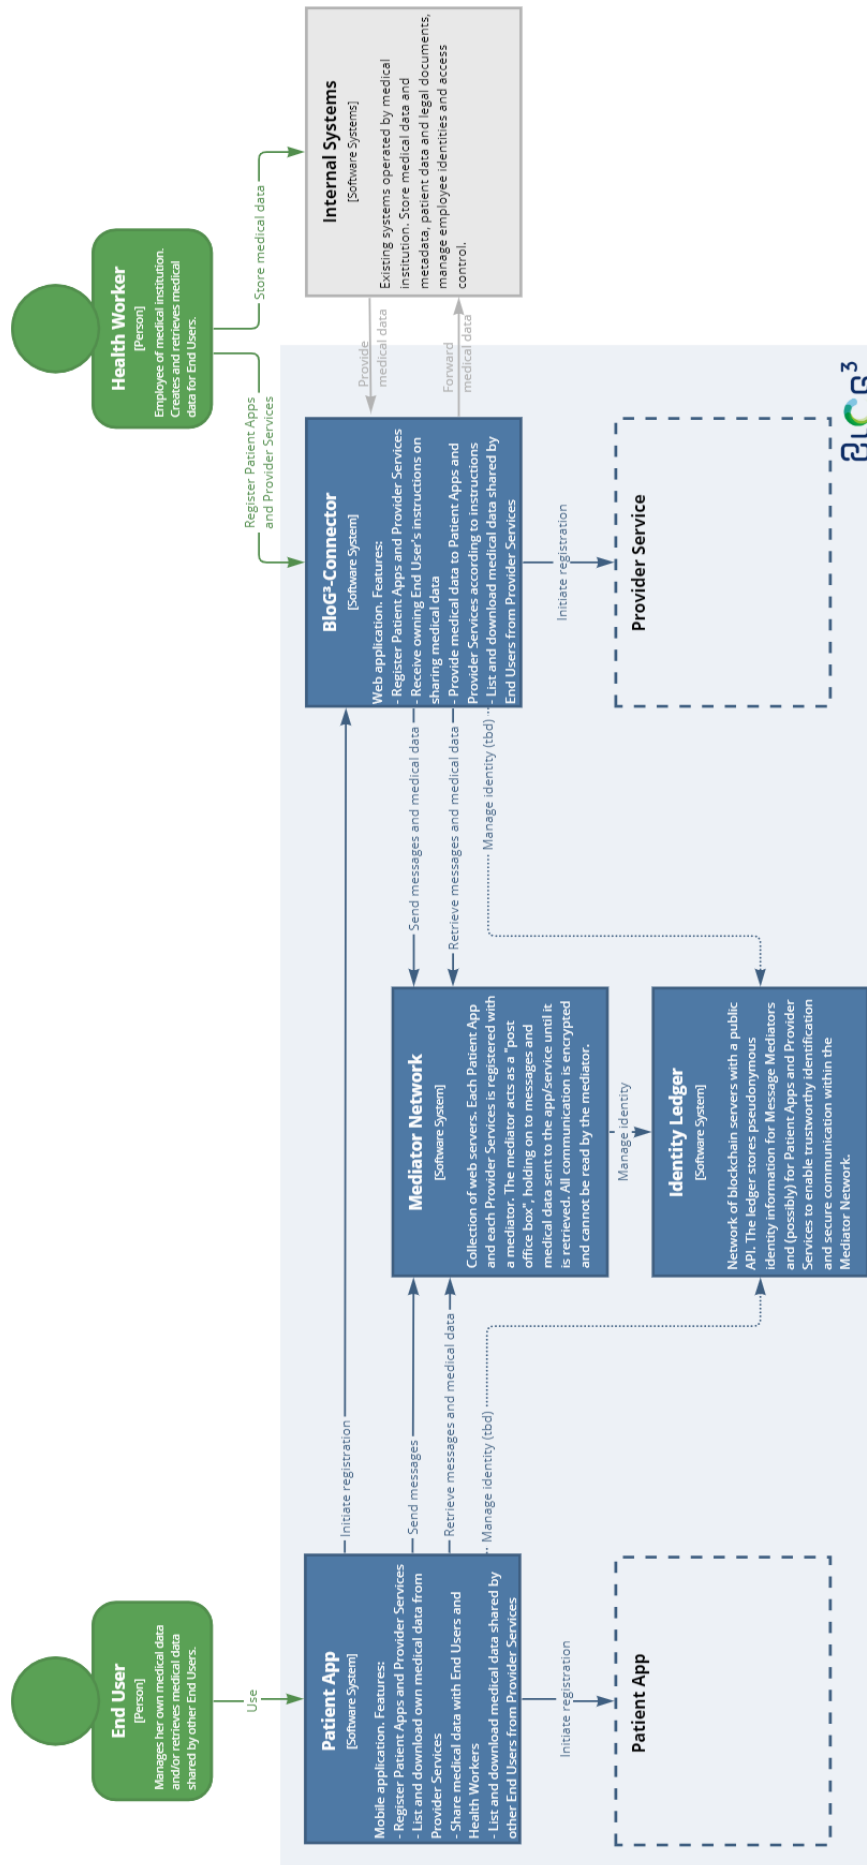 End User
[Person]
Manages her own medical data
and/or retrieves medical data
shared by other End Users.
Health Worker
[Person]
Employee of medical institution.
Creates and retrieves medical
data for End Users.
Use
Register Patient Apps
and Provider Services
Store medical data
Patient App
[Software System]
Mobile application. Features:
- Register Patient Apps and Provider Services
- List and download own medical data from
Provider Services
- Share medical data with End Users and
Health Workers
- List and download medical data shared by
other End Users from Provider Services
Initiate registration
Send messages
Retrieve messages and medical data
Manage identity (tbd)
Mediator Network
[Software System]
Collection of web servers. Each Patient App
and each Provider Services is registered with
a mediator. The mediator acts as a "post
office box", holding on to messages and
medical data sent to the app/service until it
is retrieved. All communication is encrypted
and cannot be read by the mediator.
Send messages and medical data
Retrieve messages and medical data
Manage identity (tbd)
BloG³-Connector
[Software System]
Web application. Features:
- Register Patient Apps and Provider Services
- Receive owning End User's instructions on
sharing medical data
- Provide medical data to Patient Apps and
Provider Services according to instructions
- List and download medical data shared by
End Users from Provider Services
Provide
medical data
Forward
medical data
Internal Systems
[Software Systems]
Existing systems operated by medical
institution. Store medical data and
metadata, patient data and legal documents,
manage employee identities and access
control.
Initiate registration
Manage identity
Initiate registration
Patient App
Identity Ledger
[Software System]
Network of blockchain servers with a public
API. The ledger stores pseudonymous
identity information for Message Mediators
and (possibly) for Patient Apps and Provider
Services to enable trustworthy identification
and secure communication within the
Mediator Network.
Provider Service
BLOG³